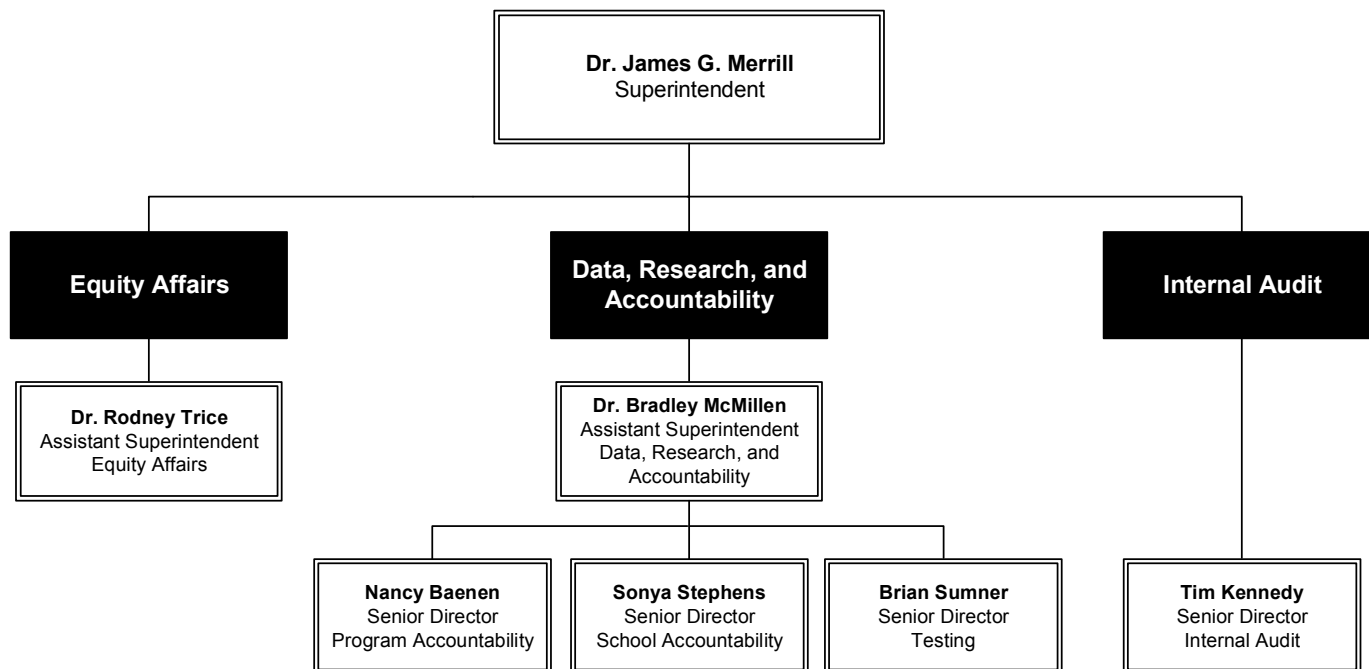 Dr. James G. Merrill
Superintendent
Equity Affairs
Data, Research, and
Accountability
Internal Audit
Dr. Rodney Trice
Assistant Superintendent
Equity Affairs
Dr. Bradley McMillen
Assistant Superintendent
Data, Research, and
Accountability
Nancy Baenen
Senior Director
Program Accountability
Sonya Stephens
Senior Director
School Accountability
Brian Sumner
Senior Director
Testing
Tim Kennedy
Senior Director
Internal Audit